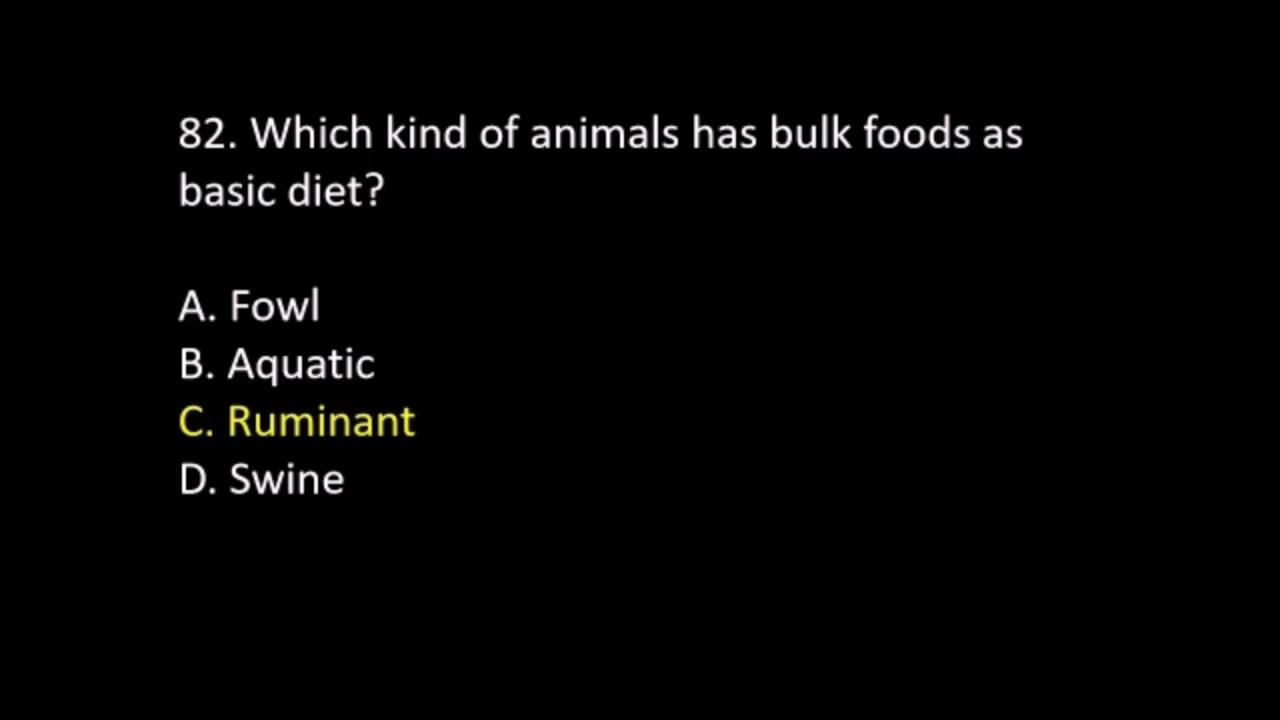 82. Which kind of animals has bulk foods as
basic diet?
A. Fowl
B. Aquatic
C. Ruminant
D. Swine